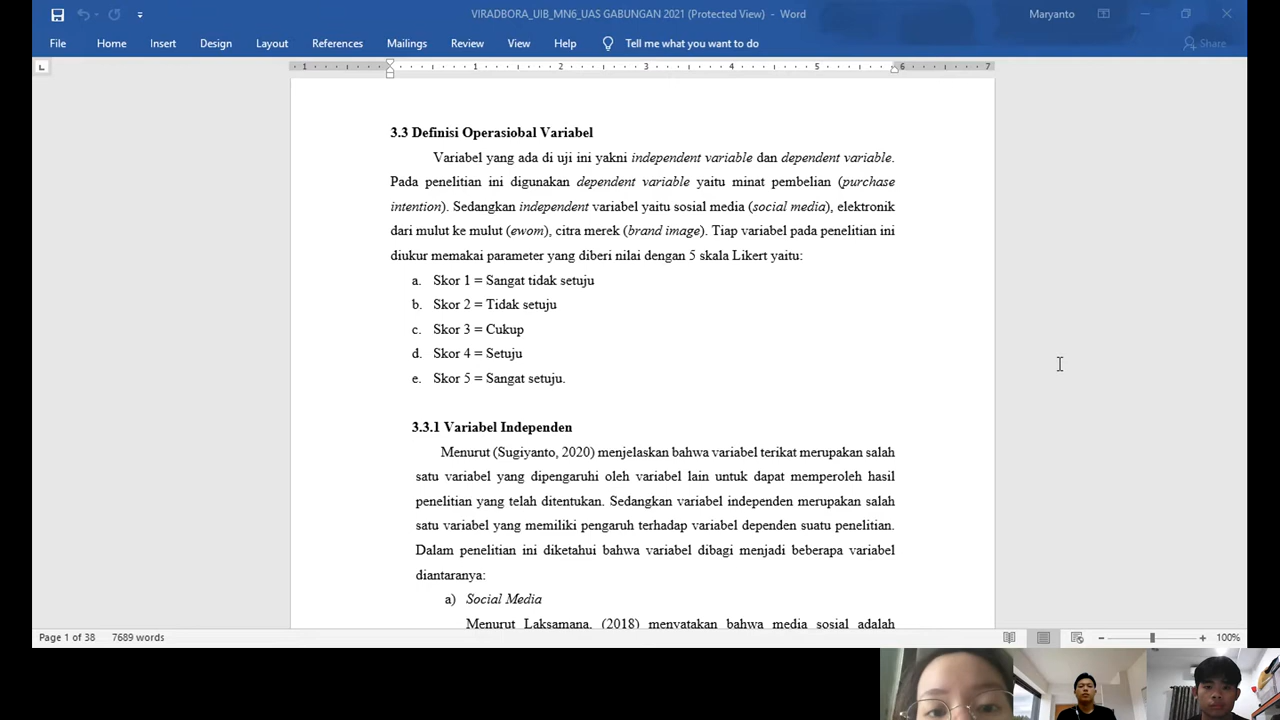 VIRADBORA_UIB_MN6_UAS GABUNGAN 2021 (Protected View) - Word
Maryanto
File Home Insert Design Layout References Mailings Review View Help Tell me what you want to do Share
1 1 2 3 4 5 6 7
3.3 Definisi Operasiobal Variabel
Variabel yang ada di uji ini yakni independent variable dan dependent variable.
Pada penelitian ini digunakan dependent variable yaitu minat pembelian (purchase
intention). Sedangkan independent variabel yaitu sosial media (social media), elektronik
dari mulut ke mulut (ewom), citra merek (brand image). Tiap variabel pada penelitian ini
diukur memakai parameter yang diberi nilai dengan 5 skala Likert yaitu:
a. Skor 1 = Sangat tidak setuju
b. Skor 2 = Tidak setuju
c. Skor 3 = Cukup
d. Skor 4 = Setuju
e. Skor 5 = Sangat setuju.
3.3.1 Variabel Independen
Menurut (Sugiyanto, 2020) menjelaskan bahwa variabel terikat merupakan salah
satu variabel yang dipengaruhi oleh variabel lain untuk dapat memperoleh hasil
penelitian yang telah ditentukan. Sedangkan variabel independen merupakan salah
satu variabel yang memiliki pengaruh terhadap variabel dependen suatu penelitian.
Dalam penelitian ini diketahui bahwa variabel dibagi menjadi beberapa variabel
diantaranya:
a) Social Media
Menurut Laksamana, (2018) menyatakan bahwa media sosial adalah
Page 1 of 38 7689 words 100%